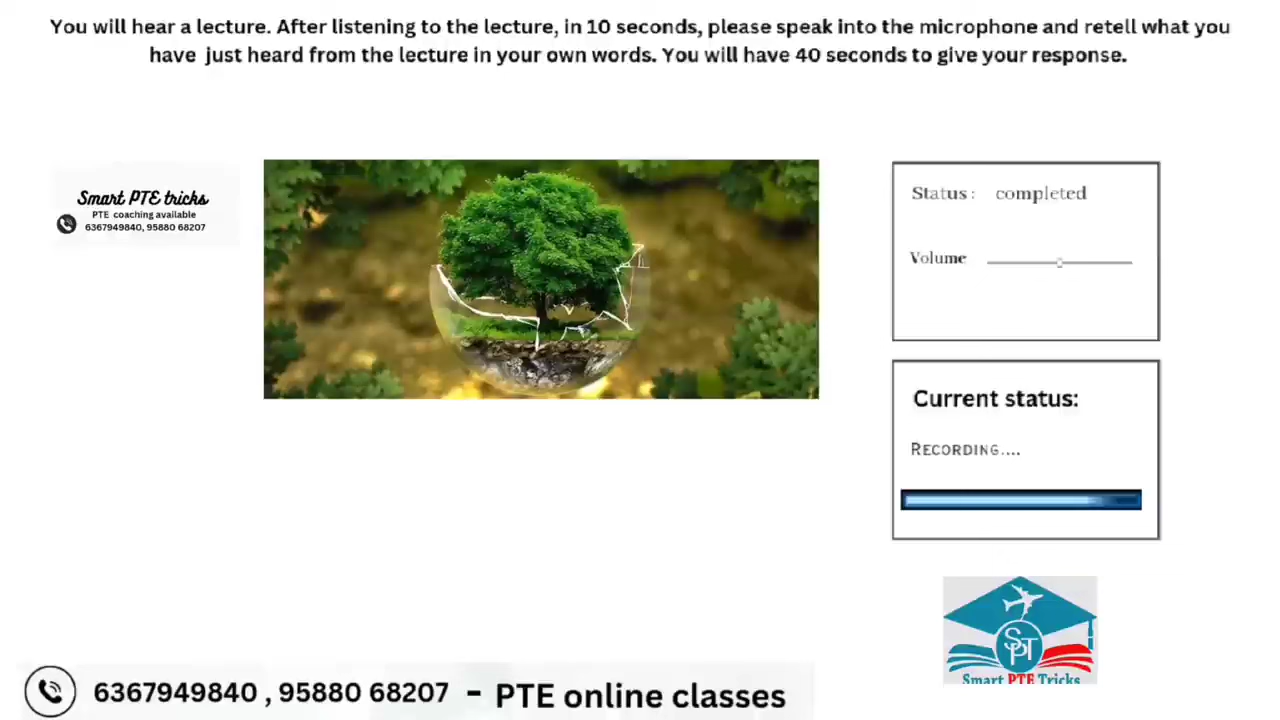 You will hear a lecture. After listening to the lecture, in 10 seconds, please speak into the microphone and retell what you
have just heard from the lecture in your own words. You will have 40 seconds to give your response.
Smart PTE tricks
PTE coaching available
6367949840, 95880 68207
Status : completed
Volume
Current status:
RECORDING....
SPT
Smart PTE Tricks
6367949840 , 95880 68207 - PTE online classes